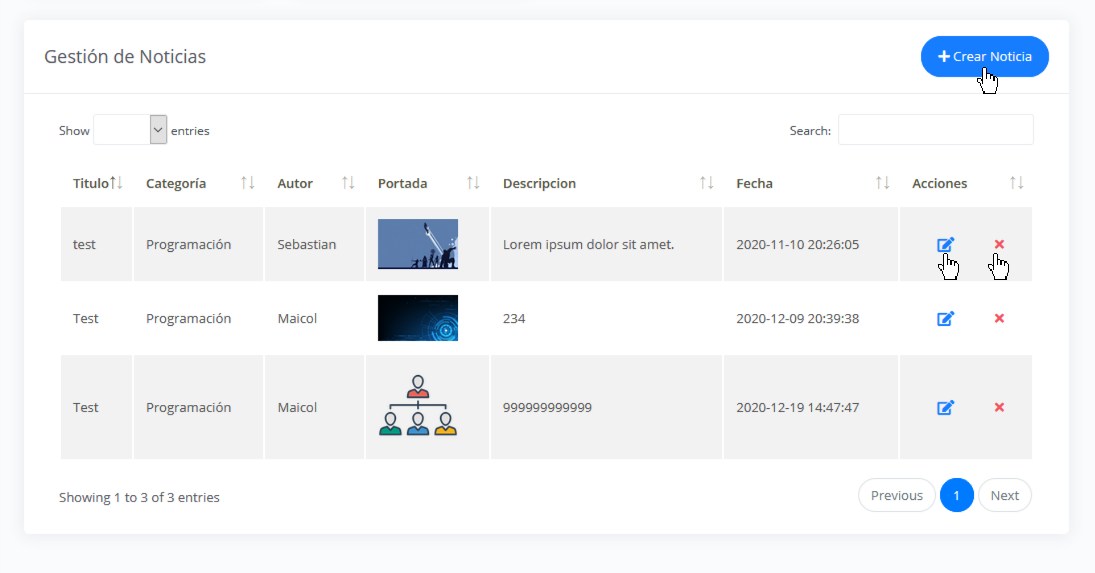 Gestión de Noticias
+ Crear Noticia
Show entries
Search:
Titulo Categoría Autor Portada Descripcion Fecha Acciones
test Programación Sebastian Lorem ipsum dolor sit amet. 2020-11-10 20:26:05
Test Programación Maicol 234 2020-12-09 20:39:38
Test Programación Maicol 999999999999 2020-12-19 14:47:47
Showing 1 to 3 of 3 entries
Previous 1 Next